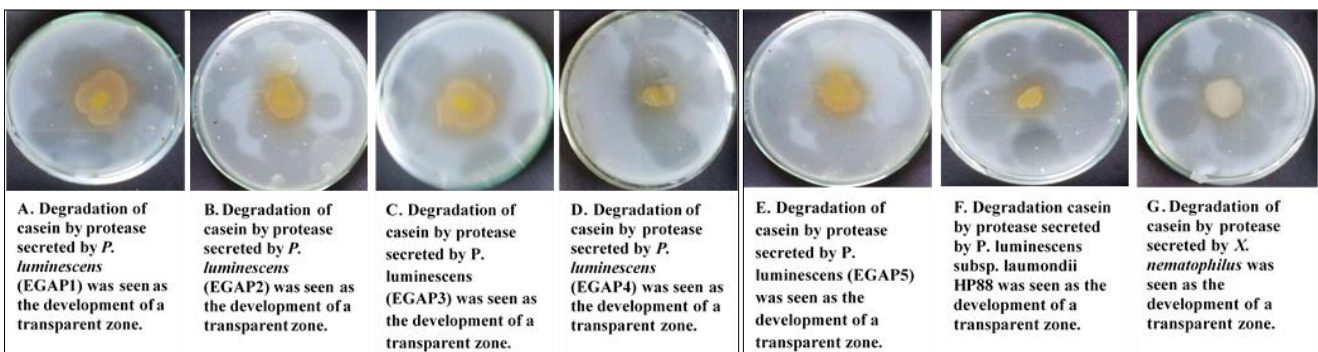 A. Degradation of
casein by protease
secreted by P.
luminescens
(EGAP1) was seen as
the development of a
transparent zone.
B. Degradation of
casein by protease
secreted by P.
luminescens
(EGAP2) was seen as
the development of a
transparent zone.
C. Degradation of
casein by protease
secreted by P.
luminescens
(EGAP3) was seen as
the development of a
transparent zone.
D. Degradation of
casein by protease
secreted by P.
luminescens
(EGAP4) was seen as
the development of a
transparent zone.
E. Degradation of
casein by protease
secreted by P.
luminescens (EGAP5)
was seen as the
development of a
transparent zone.
F. Degradation casein
by protease secreted
by P. luminescens
subsp. laumondii
HP88 was seen as the
development of a
transparent zone.
G. Degradation of
casein by protease
secreted by X.
nematophilus was
seen as the
development of a
transparent zone.